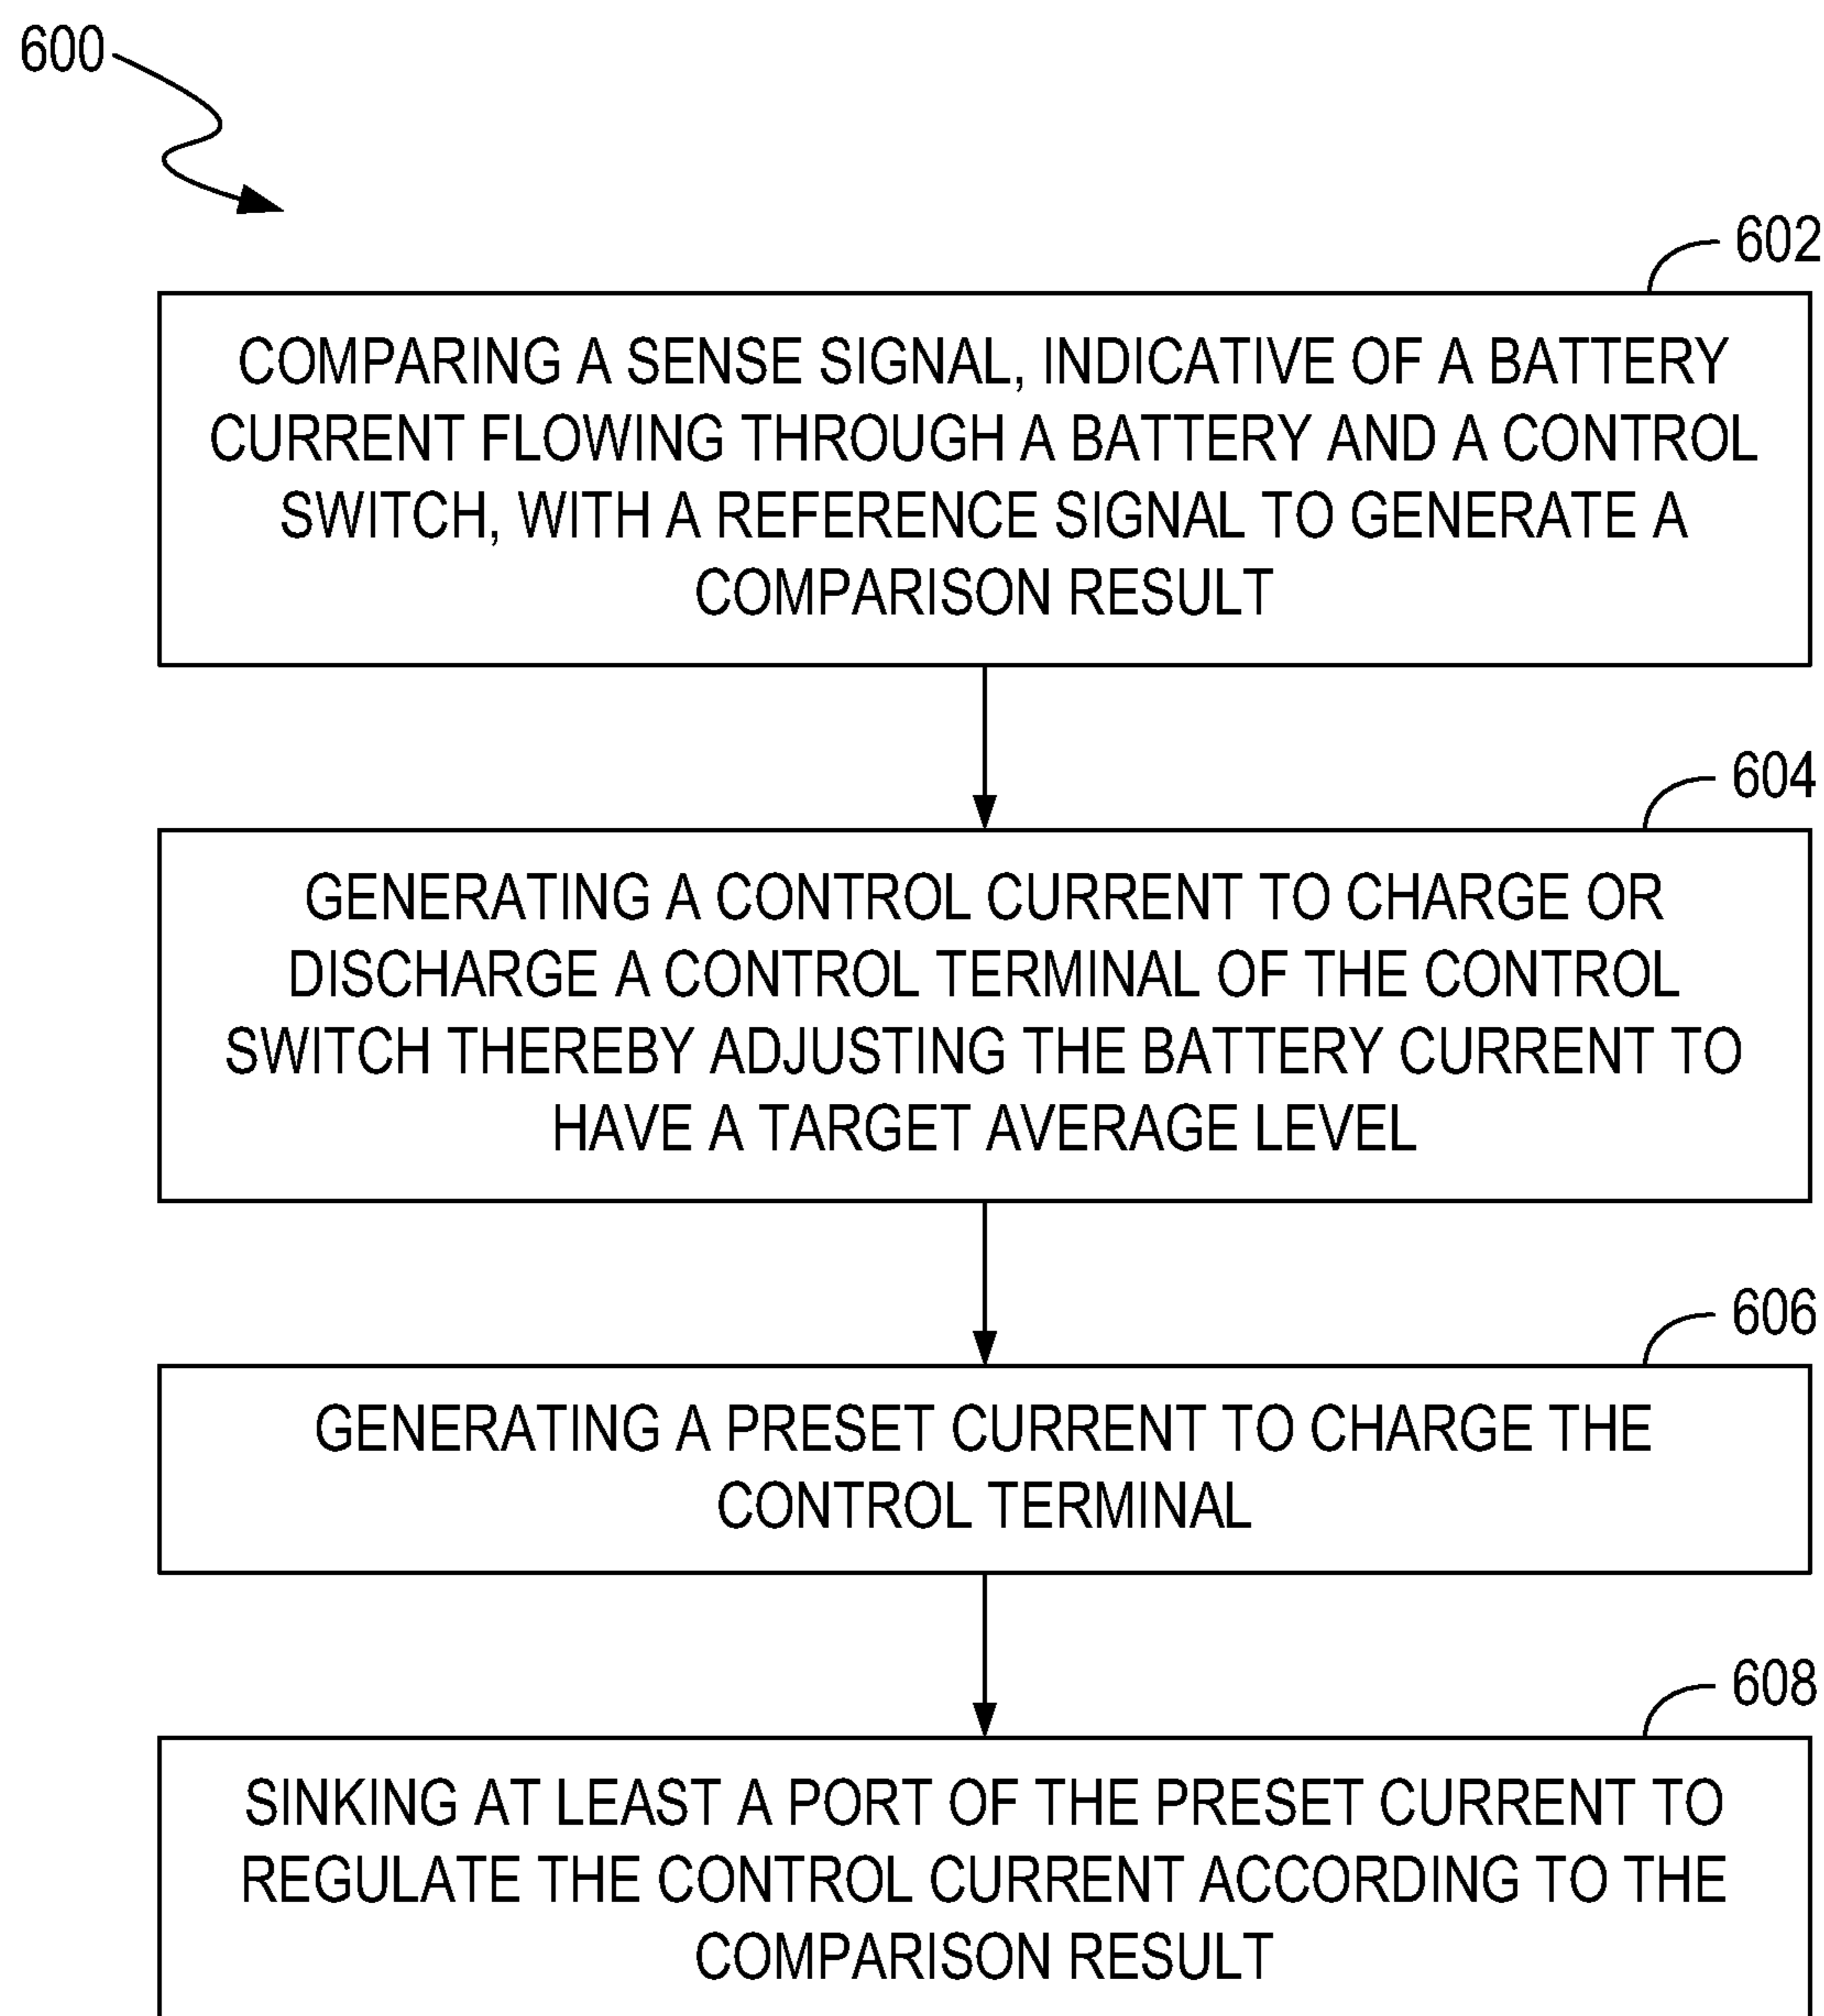 600
602
COMPARING A SENSE SIGNAL, INDICATIVE OF A BATTERY
CURRENT FLOWING THROUGH A BATTERY AND A CONTROL
SWITCH, WITH A REFERENCE SIGNAL TO GENERATE A
COMPARISON RESULT
604
GENERATING A CONTROL CURRENT TO CHARGE OR
DISCHARGE A CONTROL TERMINAL OF THE CONTROL
SWITCH THEREBY ADJUSTING THE BATTERY CURRENT TO
HAVE A TARGET AVERAGE LEVEL
606
GENERATING A PRESET CURRENT TO CHARGE THE
CONTROL TERMINAL
608
SINKING AT LEAST A PORT OF THE PRESET CURRENT TO
REGULATE THE CONTROL CURRENT ACCORDING TO THE
COMPARISON RESULT